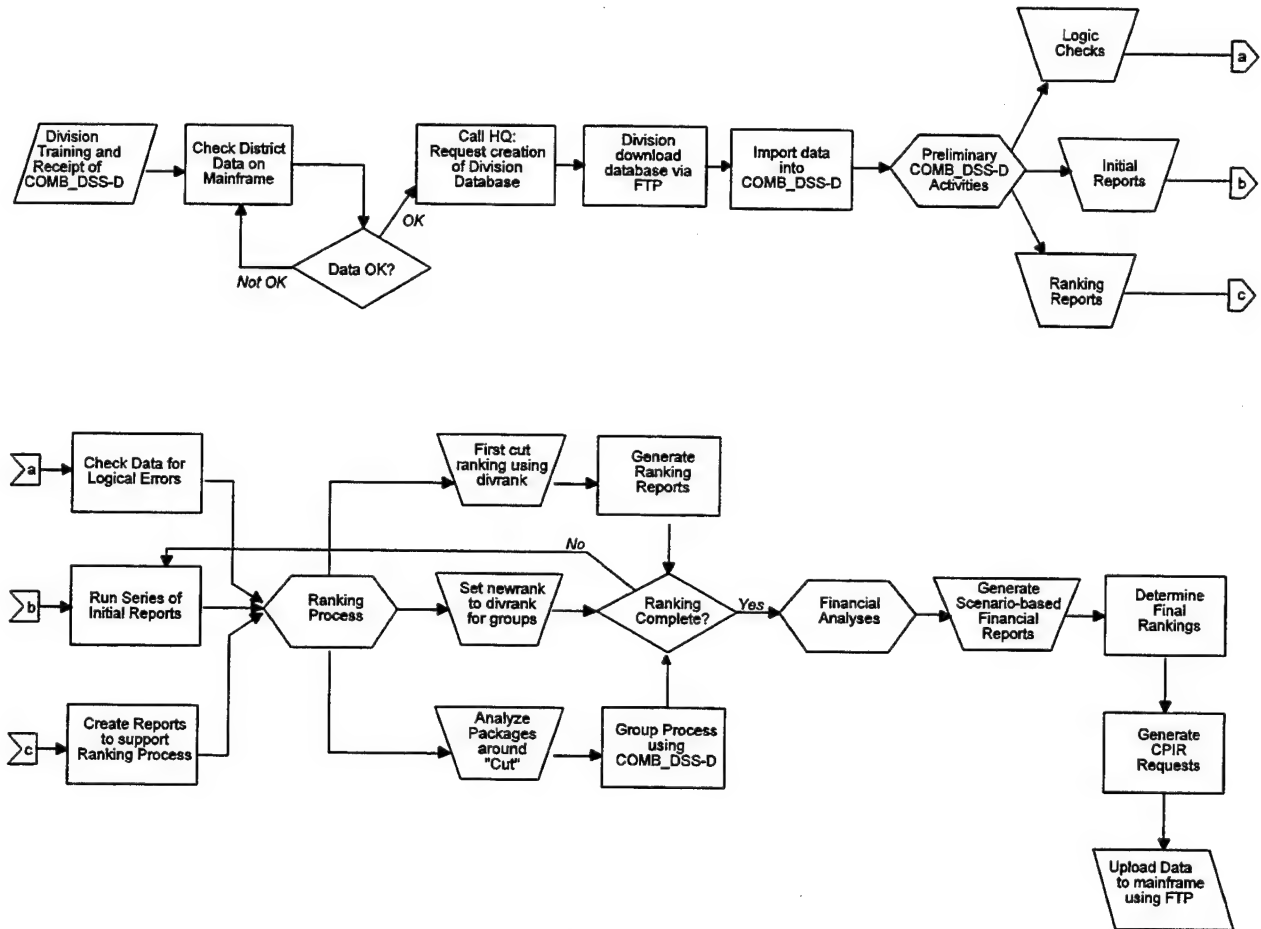 Logic
Checks
a
Division
Training and
Receipt of
COMB_DSS-D
Check District
Data on
Mainframe
Call HQ:
Request creation
of Division
Database
Division
download
database via
FTP
Import data
into
COMB_DSS-D
Preliminary
COMB_DSS-D
Activities
Initial
Reports
b
OK
Not OK
Data OK?
Ranking
Reports
c
a
Check Data for
Logical Errors
First cut
ranking using
divrank
Generate
Ranking
Reports
No
b
Run Series of
Initial Reports
Ranking
Process
Set newrank
to divrank
for groups
Ranking
Complete?
Yes
Financial
Analyses
Generate
Scenario-based
Financial
Reports
Determine
Final
Rankings
c
Create Reports
to support
Ranking Process
Analyze
Packages
around
"Cut"
Group Process
using
COMB_DSS-D
Generate
CPIR
Requests
Upload Data
to mainframe
using FTP